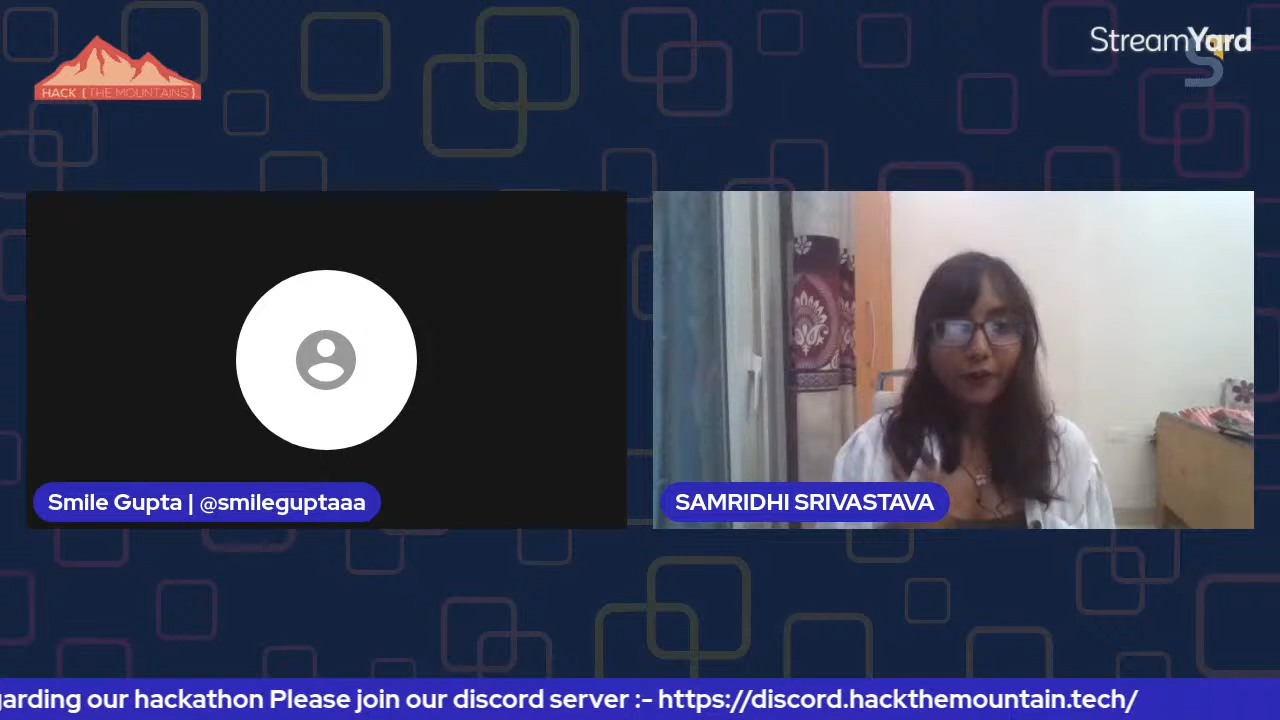 HACK {THE MOUNTAINS}
StreamYard
Smile Gupta | @smileguptaaa
SAMRIDHI SRIVASTAVA
garding our hackathon Please join our discord server :- https://discord.hackthemountain.tech/